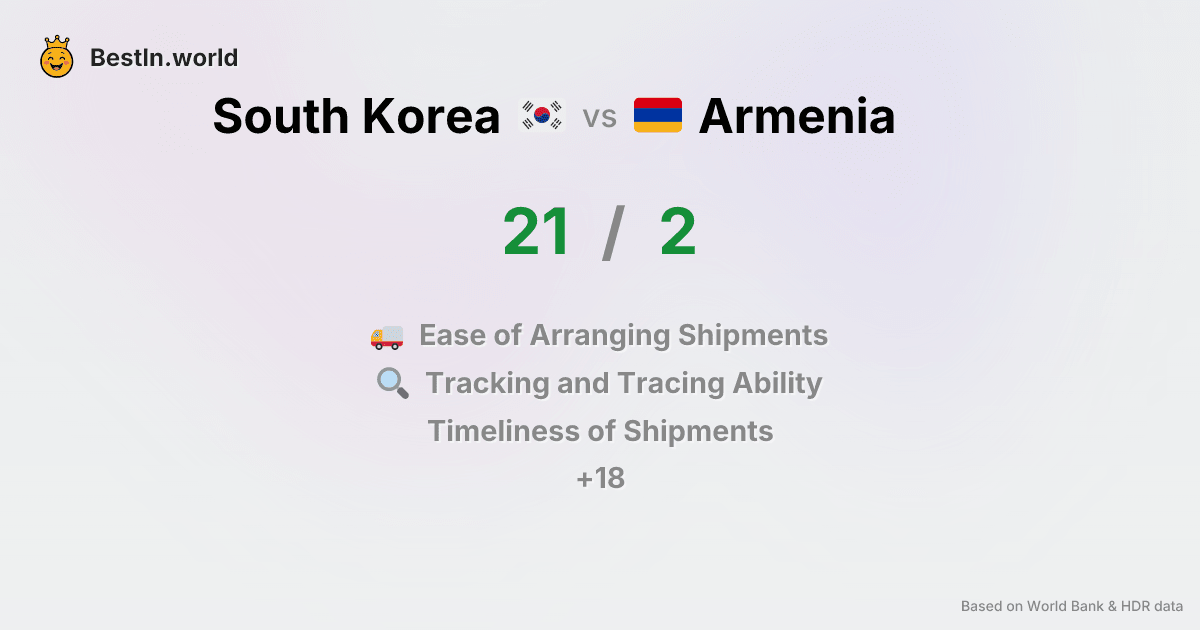 BestIn.world
South Korea vs Armenia
21 / 2
Ease of Arranging Shipments
Tracking and Tracing Ability
Timeliness of Shipments
+18
Based on World Bank & HDR data